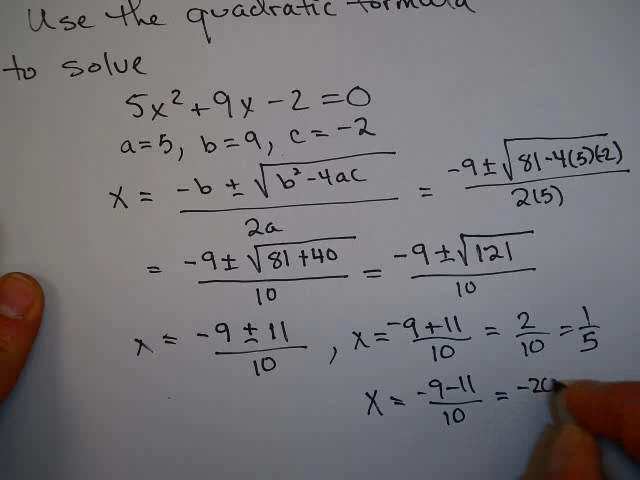 Use the quadratic formula
to solve
5x² + 9x - 2 = 0
a = 5, b = 9, c = -2
x = (-b ± √(b² - 4ac))/(2a) = (-9 ± √(81 - 4(5)(-2)))/(2(5))
= (-9 ± √(81 + 40))/10 = (-9 ± √121)/10
x = (-9 ± 11)/10, x = (-9 + 11)/10 = 2/10 = 1/5
x = (-9 - 11)/10 = -20